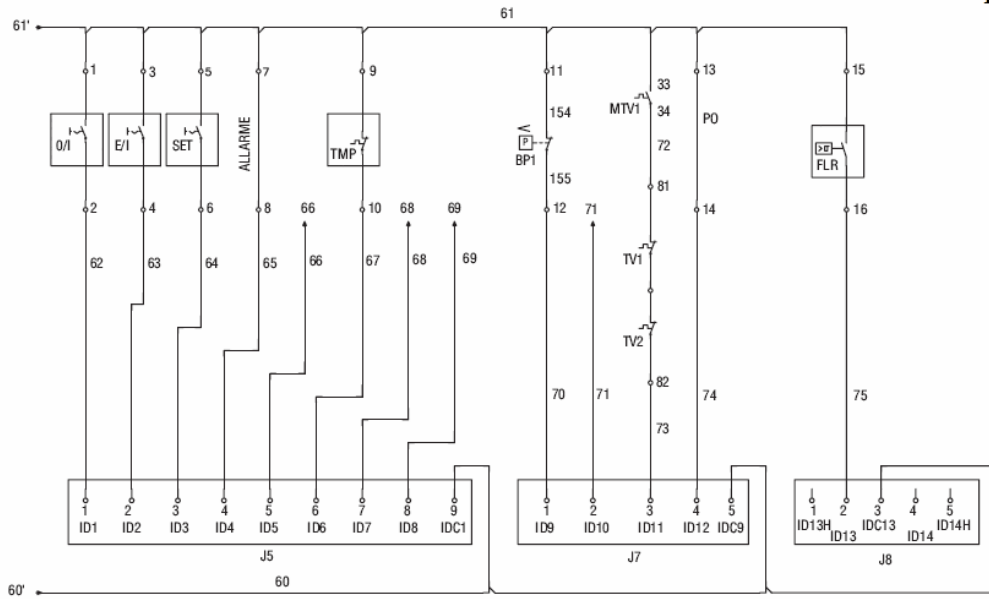 61' 61
1 3 5 7 9 11 13 15
33
154 MTV1 34 PO
O/I E/I SET ALLARME TMP P BP1 72 FLR
155 81
2 4 6 8 66 10 68 69 12 71 14 16
62 63 64 65 66 67 68 69
TV1
TV2
82
70 71 74 75
73
1 2 3 4 5 6 7 8 9 1 2 3 4 5 1 2 3 4 5
ID1 ID2 ID3 ID4 ID5 ID6 ID7 ID8 IDC1 ID9 ID10 ID11 ID12 IDC9 ID13H IDC13 ID14H
ID13 ID14
J5 J7 J8
60' 60